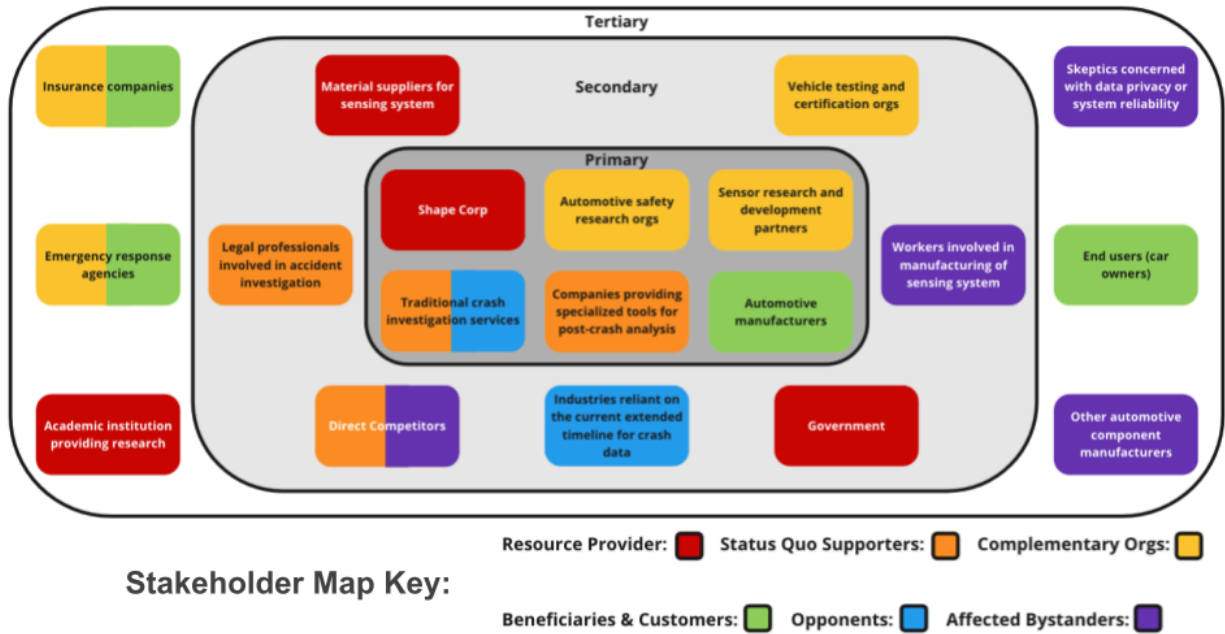 Tertiary
Insurance companies
Material suppliers for
sensing system
Secondary
Vehicle testing and
certification orgs
Skeptics concerned
with data privacy or
system reliability
Primary
Shape Corp
Automotive safety
research orgs
Sensor research and
development
partners
Emergency response
agencies
Legal professionals
involved in accident
investigation
Workers involved in
manufacturing of
sensing system
End users (car
owners)
Traditional crash
investigation services
Companies providing
specialized tools for
post-crash analysis
Automotive
manufacturers
Academic institution
providing research
Direct Competitors
Industries reliant on
the current extended
timeline for crash
data
Government
Other automotive
component
manufacturers
Stakeholder Map Key:
Resource Provider:
Status Quo Supporters:
Complementary Orgs:
Beneficiaries & Customers:
Opponents:
Affected Bystanders: